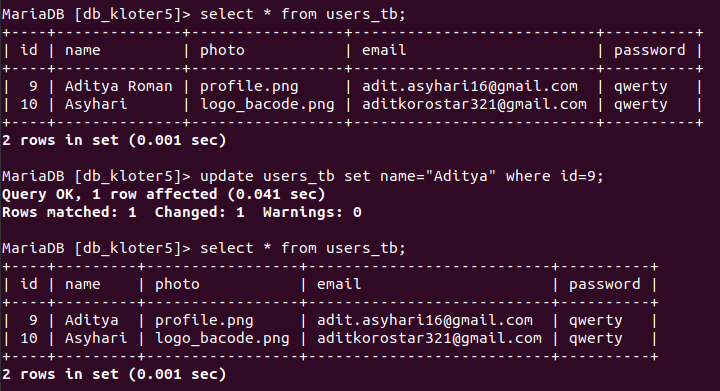 MariaDB [db_kloter5]> select * from users_tb;
+----+--------------+-----------------+----------------------------+----------+
| id | name         | photo           | email                      | password |
+----+--------------+-----------------+----------------------------+----------+
|  9 | Aditya Roman | profile.png     | adit.asyhari16@gmail.com   | qwerty   |
| 10 | Asyhari      | logo_bacode.png | aditkorostar321@gmail.com  | qwerty   |
+----+--------------+-----------------+----------------------------+----------+
2 rows in set (0.001 sec)
MariaDB [db_kloter5]> update users_tb set name="Aditya" where id=9;
Query OK, 1 row affected (0.041 sec)
Rows matched: 1  Changed: 1  Warnings: 0
MariaDB [db_kloter5]> select * from users_tb;
+----+---------+-----------------+---------------------------+----------+
| id | name    | photo           | email                     | password |
+----+---------+-----------------+---------------------------+----------+
|  9 | Aditya  | profile.png     | adit.asyhari16@gmail.com  | qwerty   |
| 10 | Asyhari | logo_bacode.png | aditkorostar321@gmail.com | qwerty   |
+----+---------+-----------------+---------------------------+----------+
2 rows in set (0.001 sec)